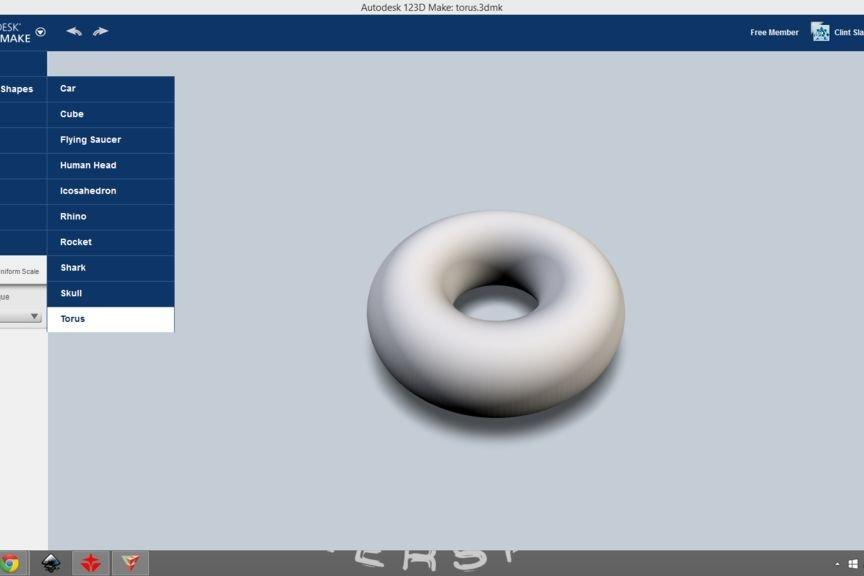 Autodesk 123D Make: torus.3dmk
DESK
MAKE
Free Member
Clint Sla
Shapes
Car
Cube
Flying Saucer
Human Head
Icosahedron
Rhino
Rocket
Shark
niform Scale
Skull
que
Torus